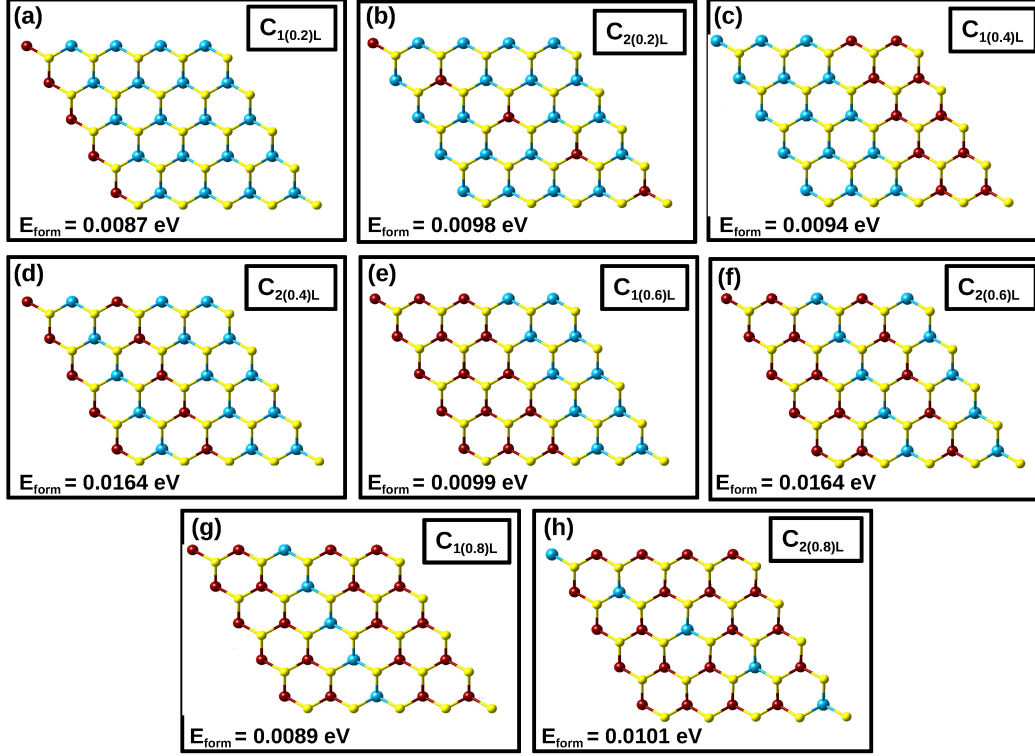 (a) C1(0.2)L
Eform = 0.0087 eV
(b) C2(0.2)L
Eform = 0.0098 eV
(c) C1(0.4)L
Eform = 0.0094 eV
(d) C2(0.4)L
Eform = 0.0164 eV
(e) C1(0.6)L
Eform = 0.0099 eV
(f) C2(0.6)L
Eform = 0.0164 eV
(g) C1(0.8)L
Eform = 0.0089 eV
(h) C2(0.8)L
Eform = 0.0101 eV